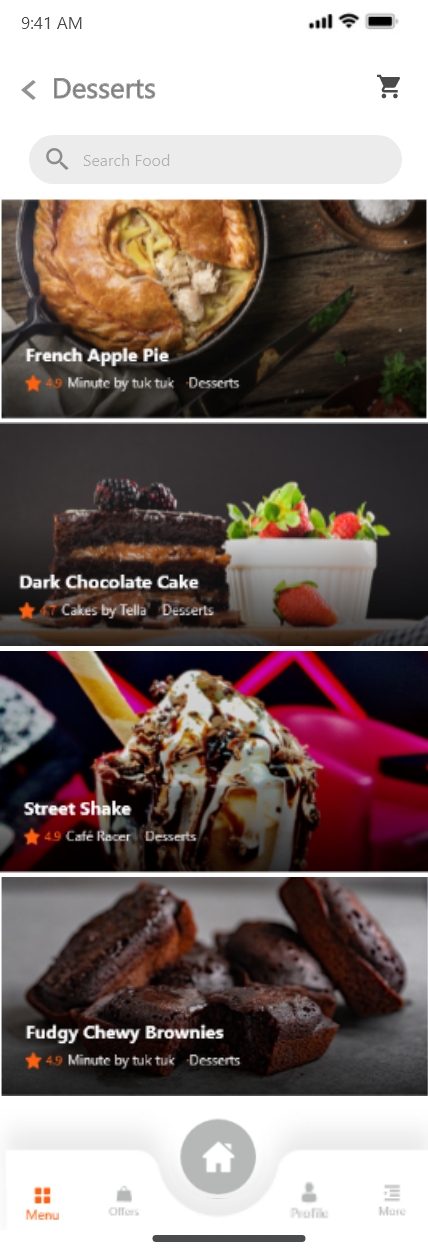 9:41 AM
Desserts
Search Food
French Apple Pie
4.9 Minute by tuk tuk · Desserts
Dark Chocolate Cake
4.7 Cakes by Tella Desserts
Street Shake
4.9 Café Racer Desserts
Fudgy Chewy Brownies
4.9 Minute by tuk tuk · Desserts
Menu
Offers
Profile
More